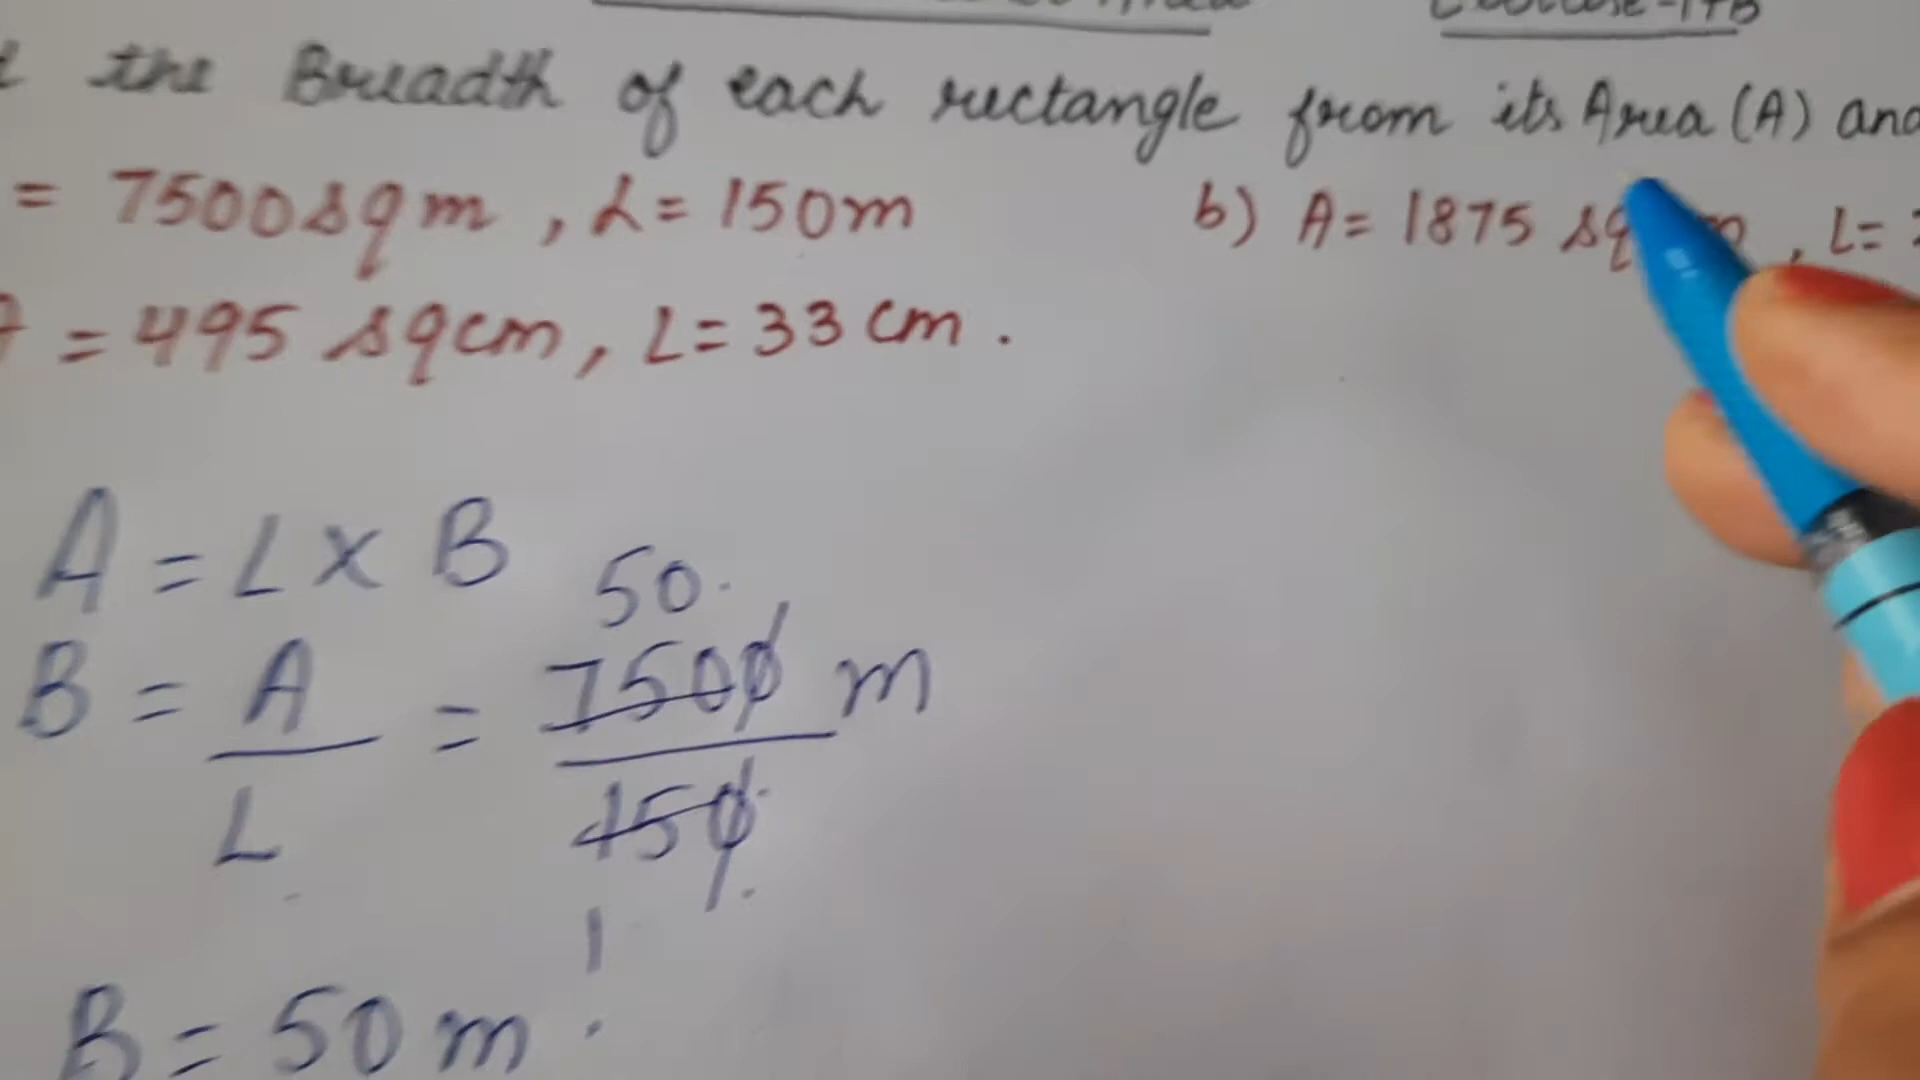 the Breadth of each rectangle from its Area (A) and
= 7500 sq m , L = 150 m b) A = 1875 sq m , L =
= 495 sq cm , L = 33 cm .
A = L x B
50
B = A = 7500 m
L 150
1
B = 50 m